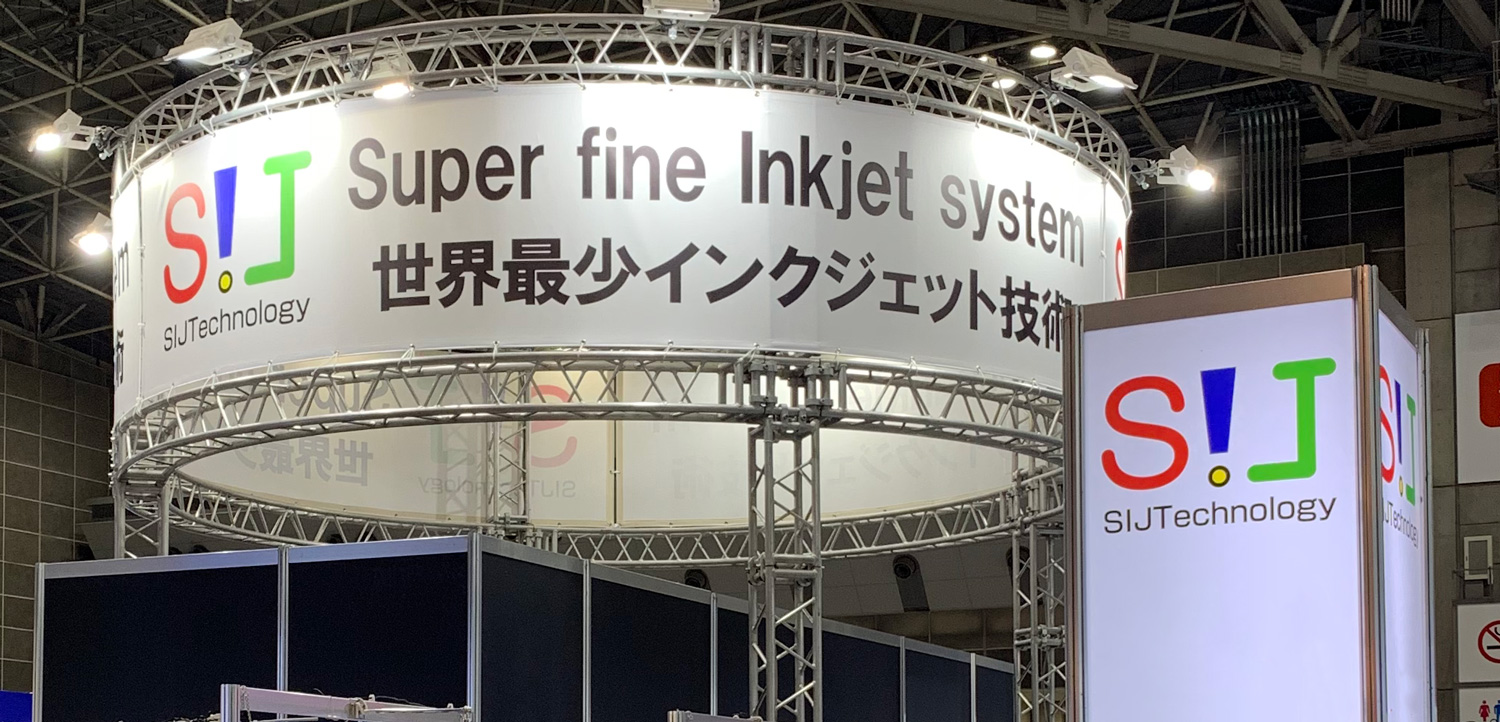 S!J
SIJTechnology
Super fine Inkjet system
世界最少インクジェット技術
S!J
SIJTechnology